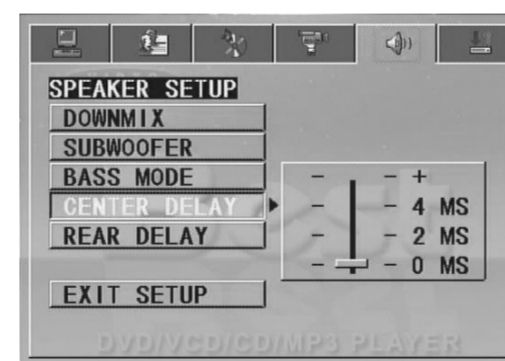 SPEAKER SETUP
DOWNMIX
SUBWOOFER
BASS MODE
CENTER DELAY
REAR DELAY
EXIT SETUP
- - +
- - 4 MS
- - 2 MS
- - 0 MS
DVD/VCD/CD/MP3 PLAYER